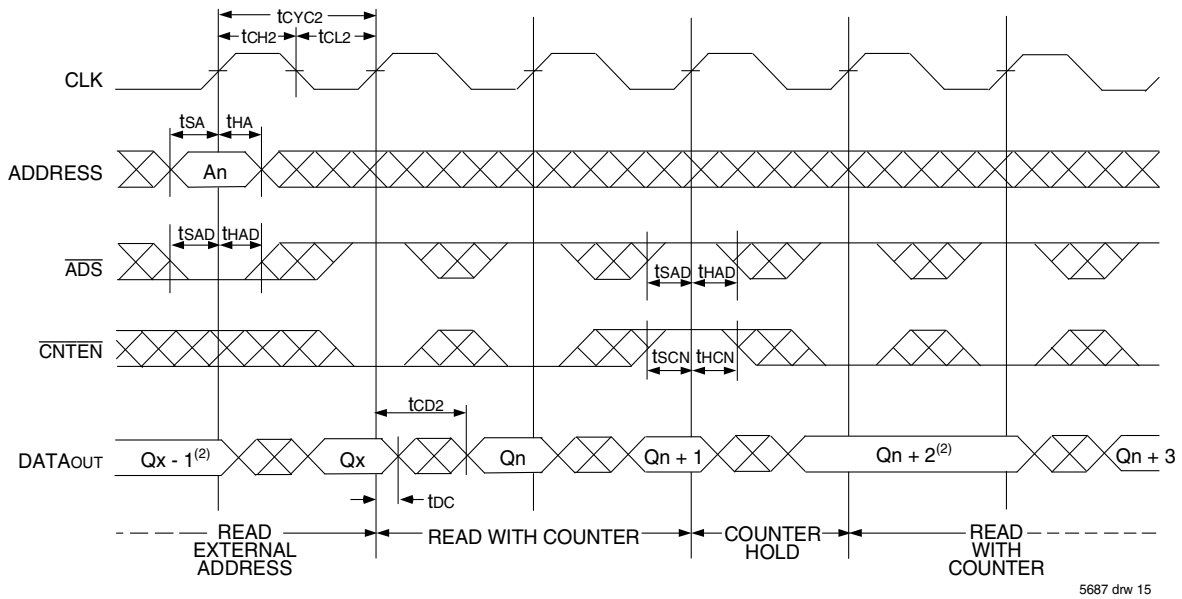 tCYC2
tCH2 tCL2
CLK
tSA tHA
ADDRESS An
tSAD tHAD
ADS
tSAD tHAD
CNTEN
tSCN tHCN
tCD2
DATAOUT Qx - 1(2) Qx Qn Qn + 1 Qn + 2(2) Qn + 3
tDC
READ EXTERNAL ADDRESS
READ WITH COUNTER
COUNTER HOLD
READ WITH COUNTER
5687 drw 15